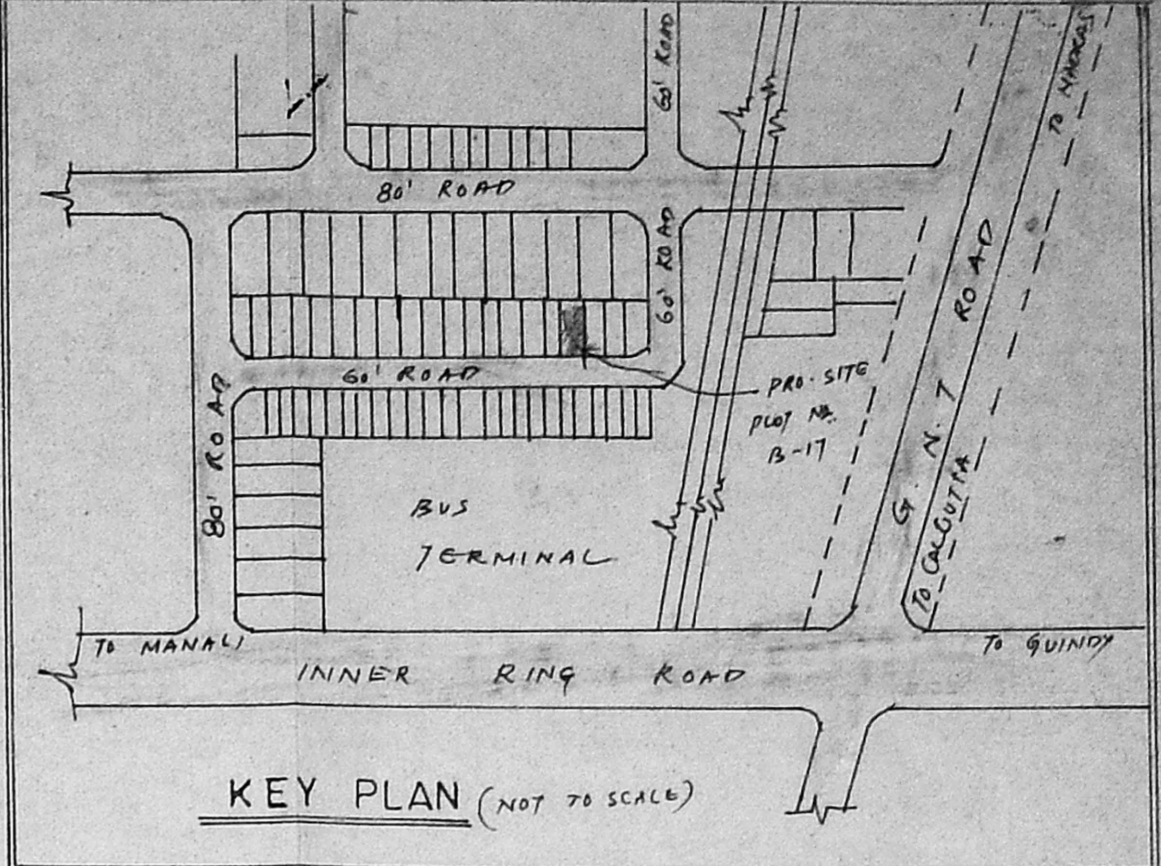 60' ROAD
TO MADRAS
80' ROAD
60' ROAD
G. N. T ROAD
60' ROAD
PRO. SITE
PLOT No.
B-17
80' ROAD
BUS
TERMINAL
TO CALCUTTA
TO MANALI
TO GUINDY
INNER RING ROAD
KEY PLAN (NOT TO SCALE)